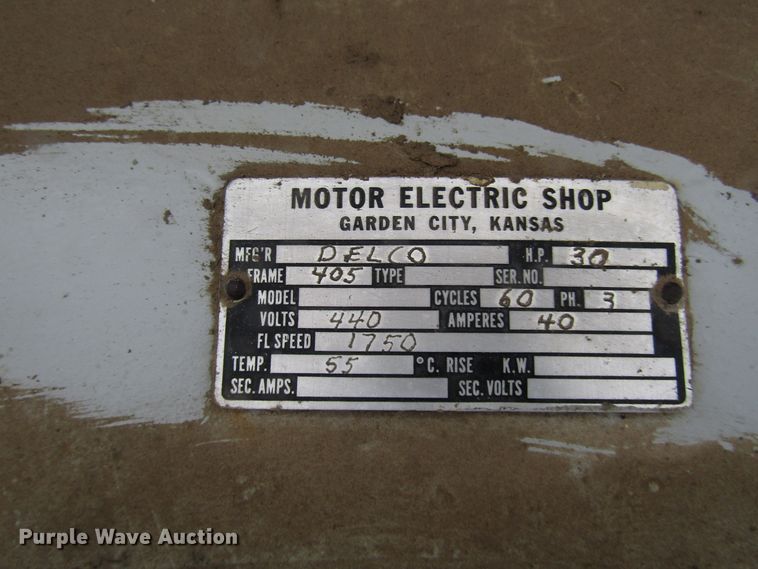 MOTOR ELECTRIC SHOP
GARDEN CITY, KANSAS
MFG'R DELCO H.P. 30
FRAME 405 TYPE SER.NO.
MODEL CYCLES 60 PH. 3
VOLTS 440 AMPERES 40
FL SPEED 1750
TEMP. 55 °C. RISE K.W.
SEC. AMPS. SEC. VOLTS
Purple Wave Auction